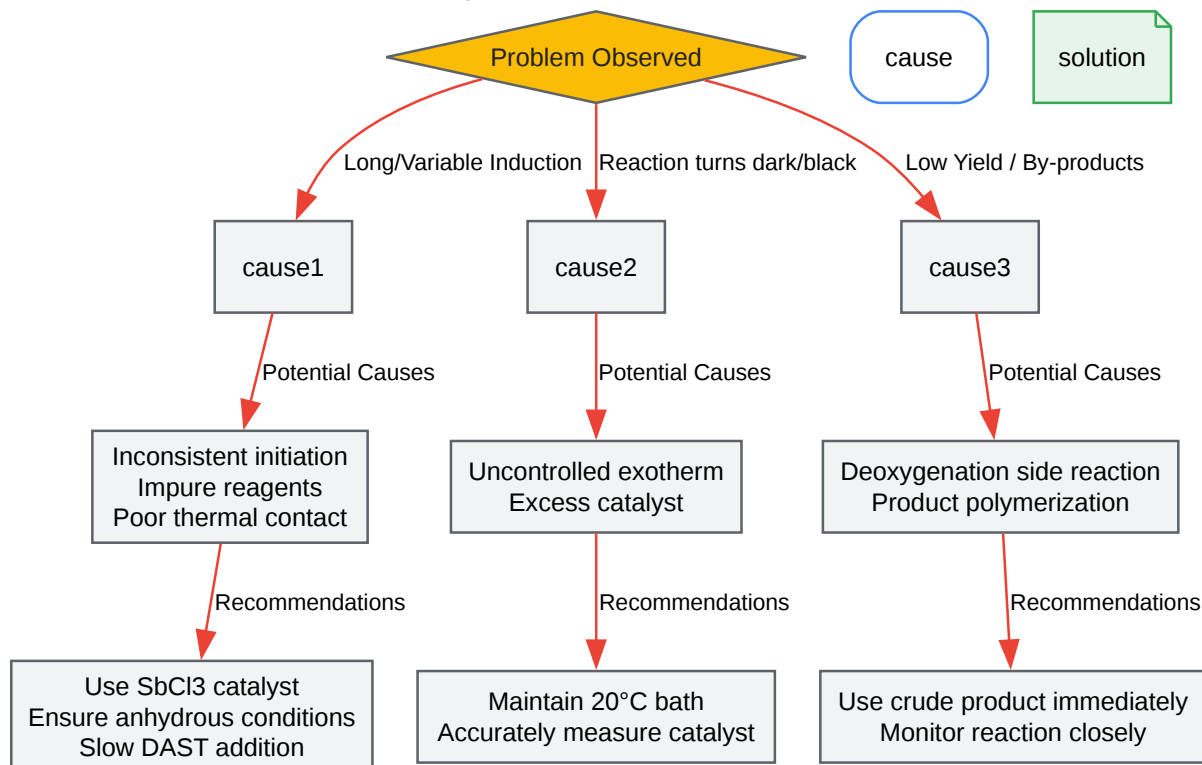 Problem Observed
cause
solution
Long/Variable Induction
Reaction turns dark/black
Low Yield / By-products
cause1
cause2
cause3
Potential Causes
Potential Causes
Potential Causes
Inconsistent initiation
Impure reagents
Poor thermal contact
Uncontrolled exotherm
Excess catalyst
Deoxygenation side reaction
Product polymerization
Recommendations
Recommendations
Recommendations
Use SbCl3 catalyst
Ensure anhydrous conditions
Slow DAST addition
Maintain 20°C bath
Accurately measure catalyst
Use crude product immediately
Monitor reaction closely